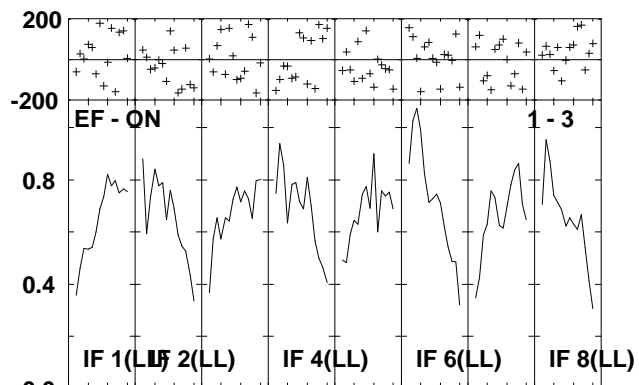 200
-200
EF - ON 1 - 3
0.8
0.4
IF 1(LL) IF 2(LL) IF 4(LL) IF 6(LL) IF 8(LL)